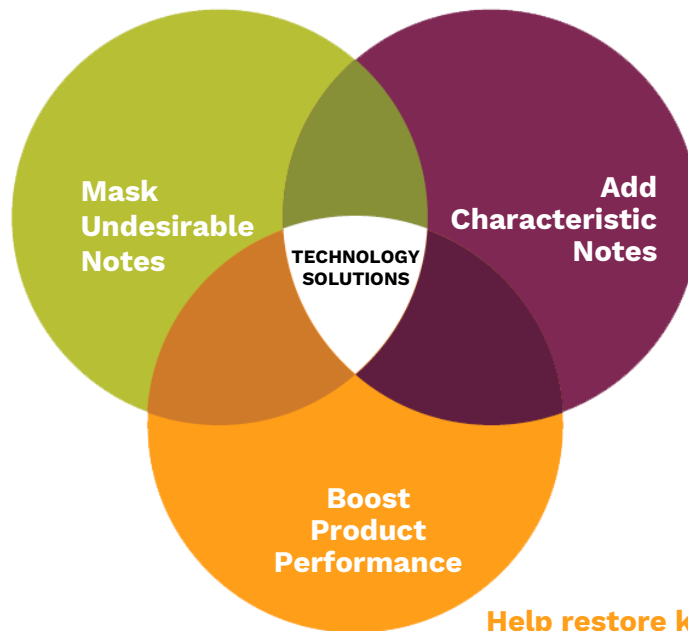 Mask
Undesirable
Notes
Add
Characteristic
Notes
TECHNOLOGY
SOLUTIONS
Boost
Product
Performance
Help restore k